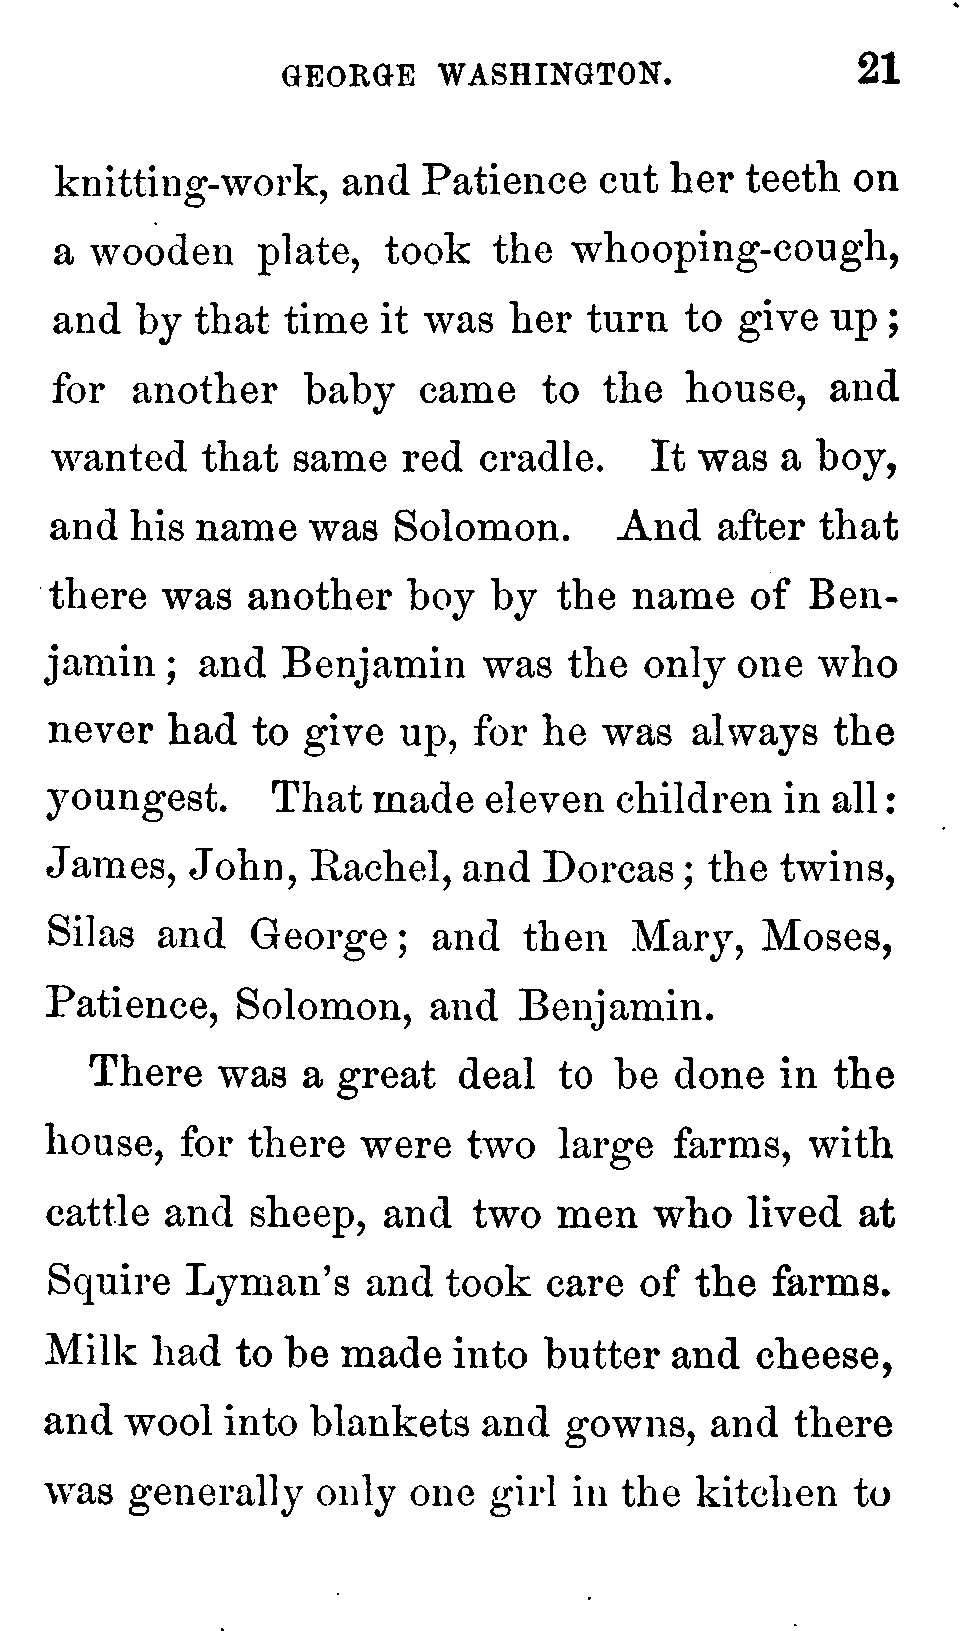 GEORGE WASHINGTON. 21
knitting-work, and Patience cut her teeth on
a wooden plate, took the whooping-cough,
and by that time it was her turn to give up;
for another baby came to the house, and
wanted that same red cradle. It was a boy,
and his name was Solomon. And after that
there was another boy by the name of Ben-
jamin; and Benjamin was the only one who
never had to give up, for he was always the
youngest. That made eleven children in all:
James, John, Rachel, and Dorcas; the twins,
Silas and George; and then Mary, Moses,
Patience, Solomon, and Benjamin.
There was a great deal to be done in the
house, for there were two large farms, with
cattle and sheep, and two men who lived at
Squire Lyman's and took care of the farms.
Milk had to be made into butter and cheese,
and wool into blankets and gowns, and there
was generally only one girl in the kitchen to